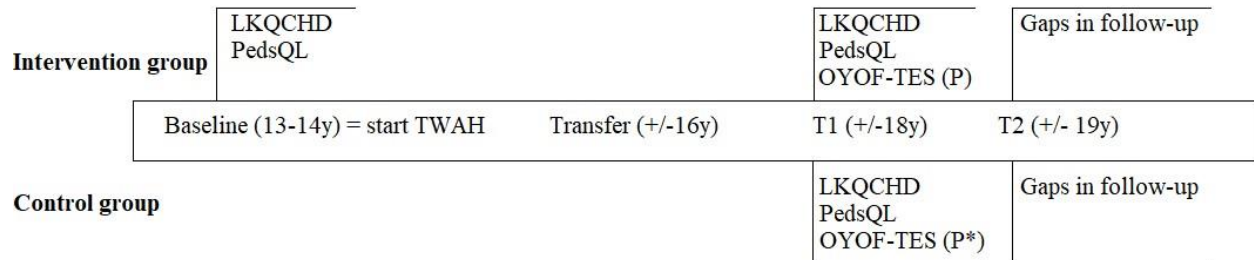 LKQCHD
PedsQL
LKQCHD
PedsQL
OYOF-TES (P)
Gaps in follow-up
Intervention group
Baseline (13-14y) = start TWAH
Transfer (+/-16y)
T1 (+/-18y)
T2 (+/- 19y)
Control group
LKQCHD
PedsQL
OYOF-TES (P*)
Gaps in follow-up